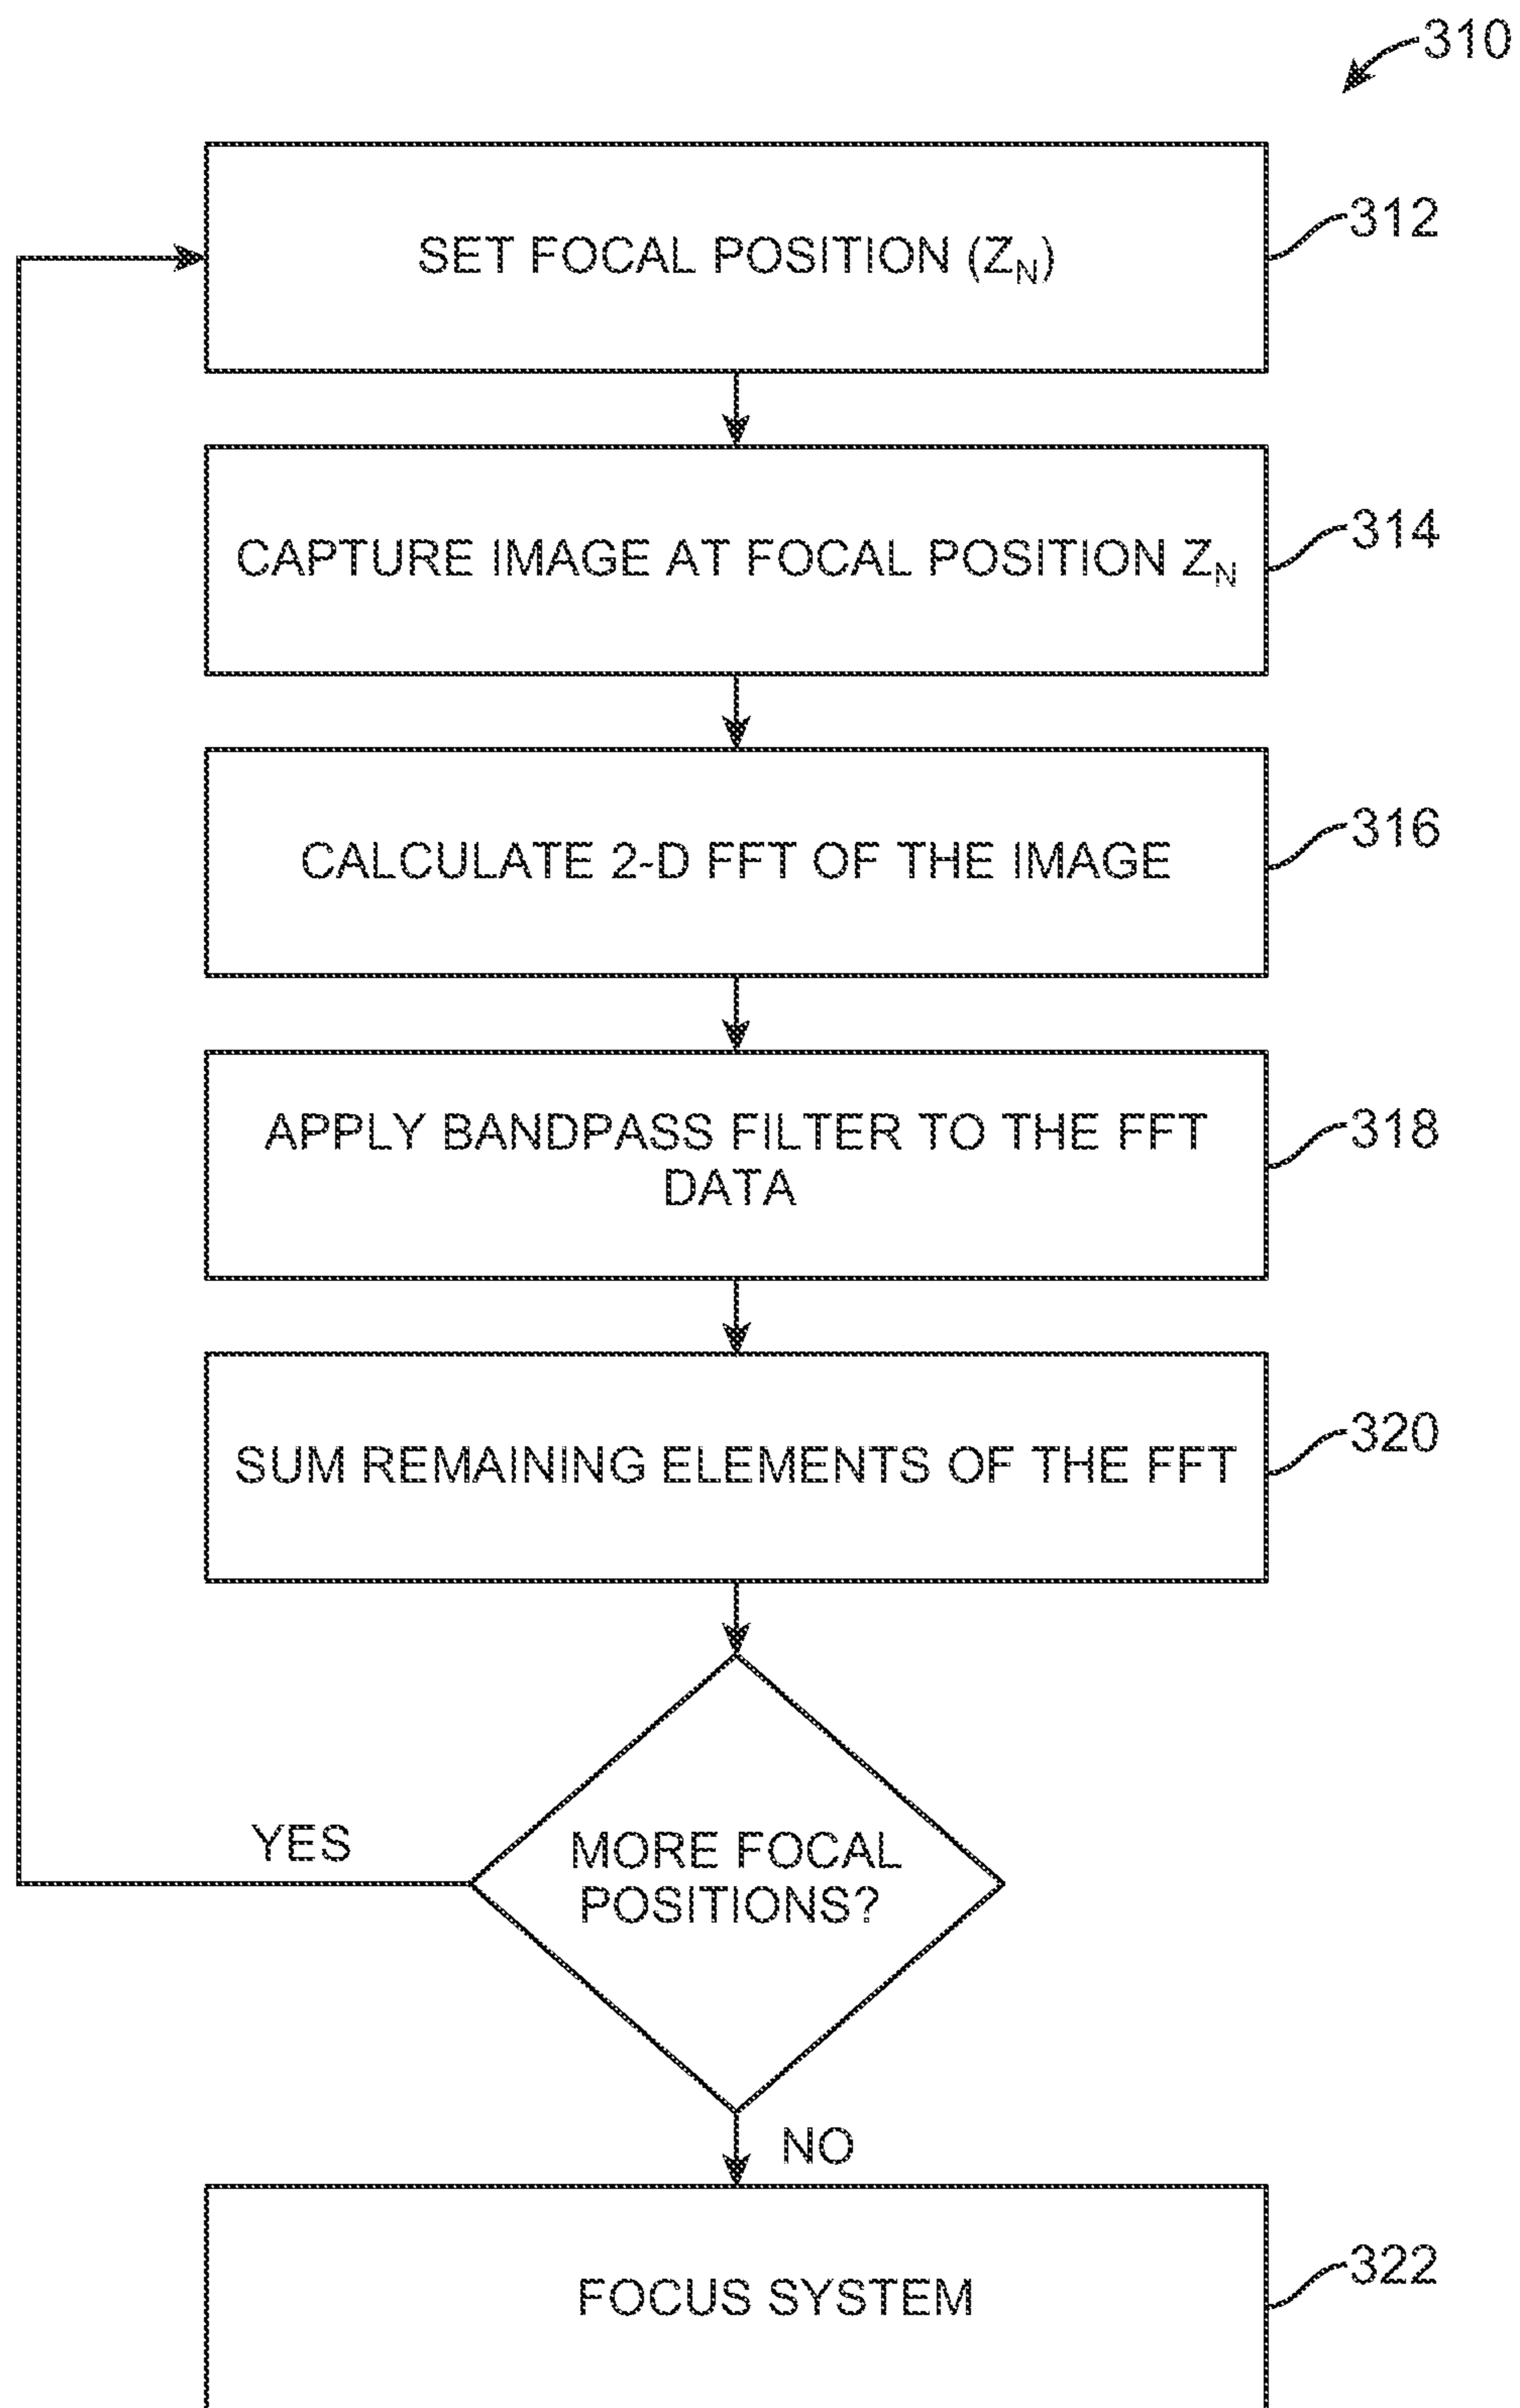 310
SET FOCAL POSITION (ZN)
312
CAPTURE IMAGE AT FOCAL POSITION ZN
314
CALCULATE 2-D FFT OF THE IMAGE
316
APPLY BANDPASS FILTER TO THE FFT
DATA
318
SUM REMAINING ELEMENTS OF THE FFT
320
MORE FOCAL
POSITIONS?
YES
NO
FOCUS SYSTEM
322